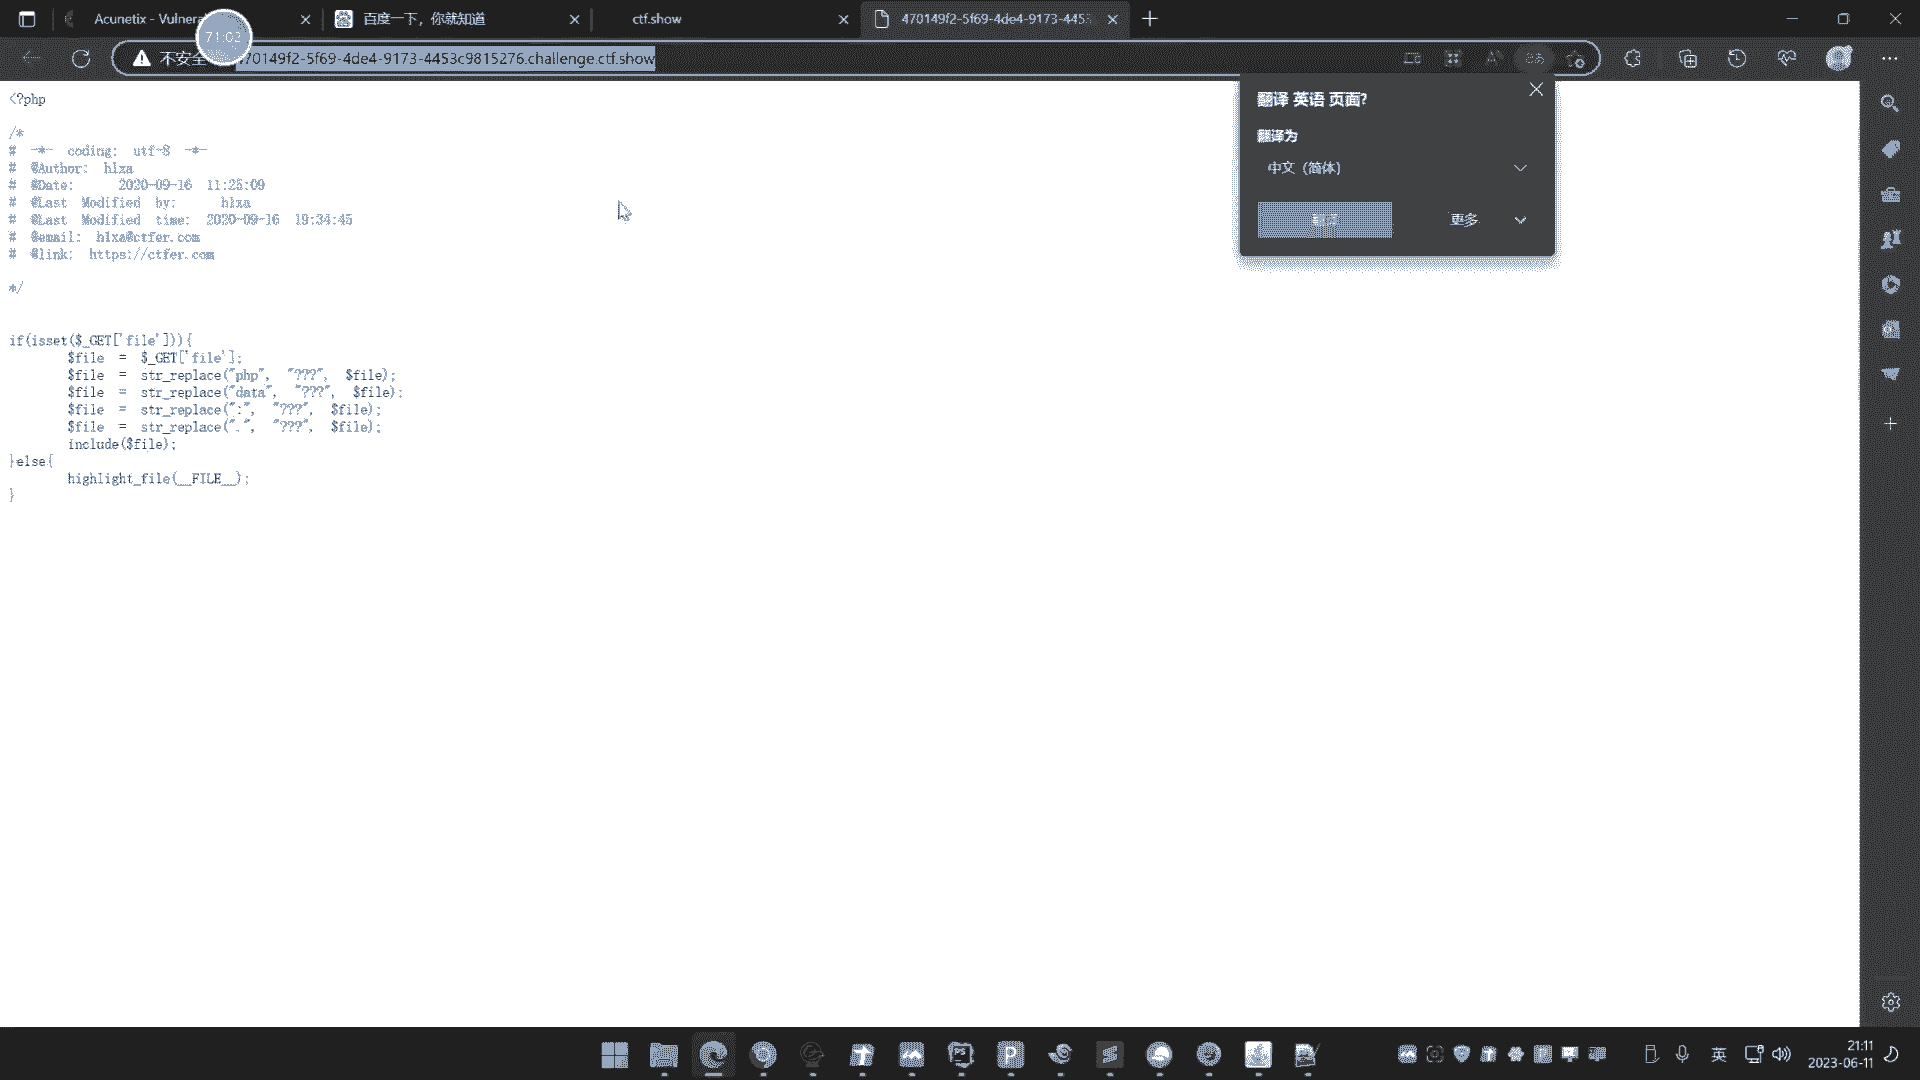 Acunetix - Vulnera
百度一下，你就知道
ctf.show
470149f2-5f69-4de4-9173-4453
71:02
不安全
70149f2-5f69-4de4-9173-4453c9815276.challenge.ctf.show
翻译 英语 页面?
翻译为
中文（简体）
翻译
更多
<?php
/*
# -*- coding: utf-8 -*-
# @Author: h1xa
# @Date: 2020-09-16 11:25:09
# @Last Modified by: h1xa
# @Last Modified time: 2020-09-16 19:34:45
# @email: h1xa@ctfer.com
# @link: https://ctfer.com
*/
if(isset($_GET['file'])){
$file = $_GET['file'];
$file = str_replace("php", "???", $file);
$file = str_replace("data", "???", $file);
$file = str_replace(":", "???", $file);
$file = str_replace(".", "???", $file);
include($file);
}else{
highlight_file(__FILE__);
}
英
21:11
2023-06-11